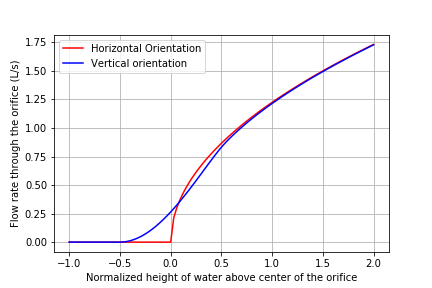 Horizontal Orientation
Vertical orientation
Flow rate through the orifice (L/s)
1.75
1.50
1.25
1.00
0.75
0.50
0.25
0.00
−1.0 −0.5 0.0 0.5 1.0 1.5 2.0
Normalized height of water above center of the orifice